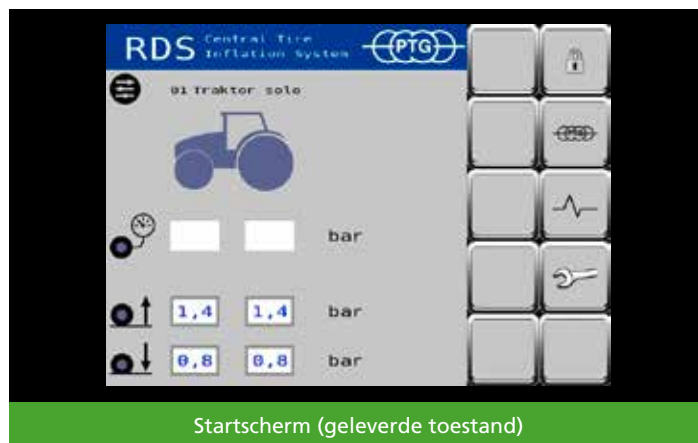 RDS Central Tire Inflation System PTG
01 Traktor solo
bar
1,4 1,4 bar
0,8 0,8 bar
PTG
Startscherm (geleverde toestand)